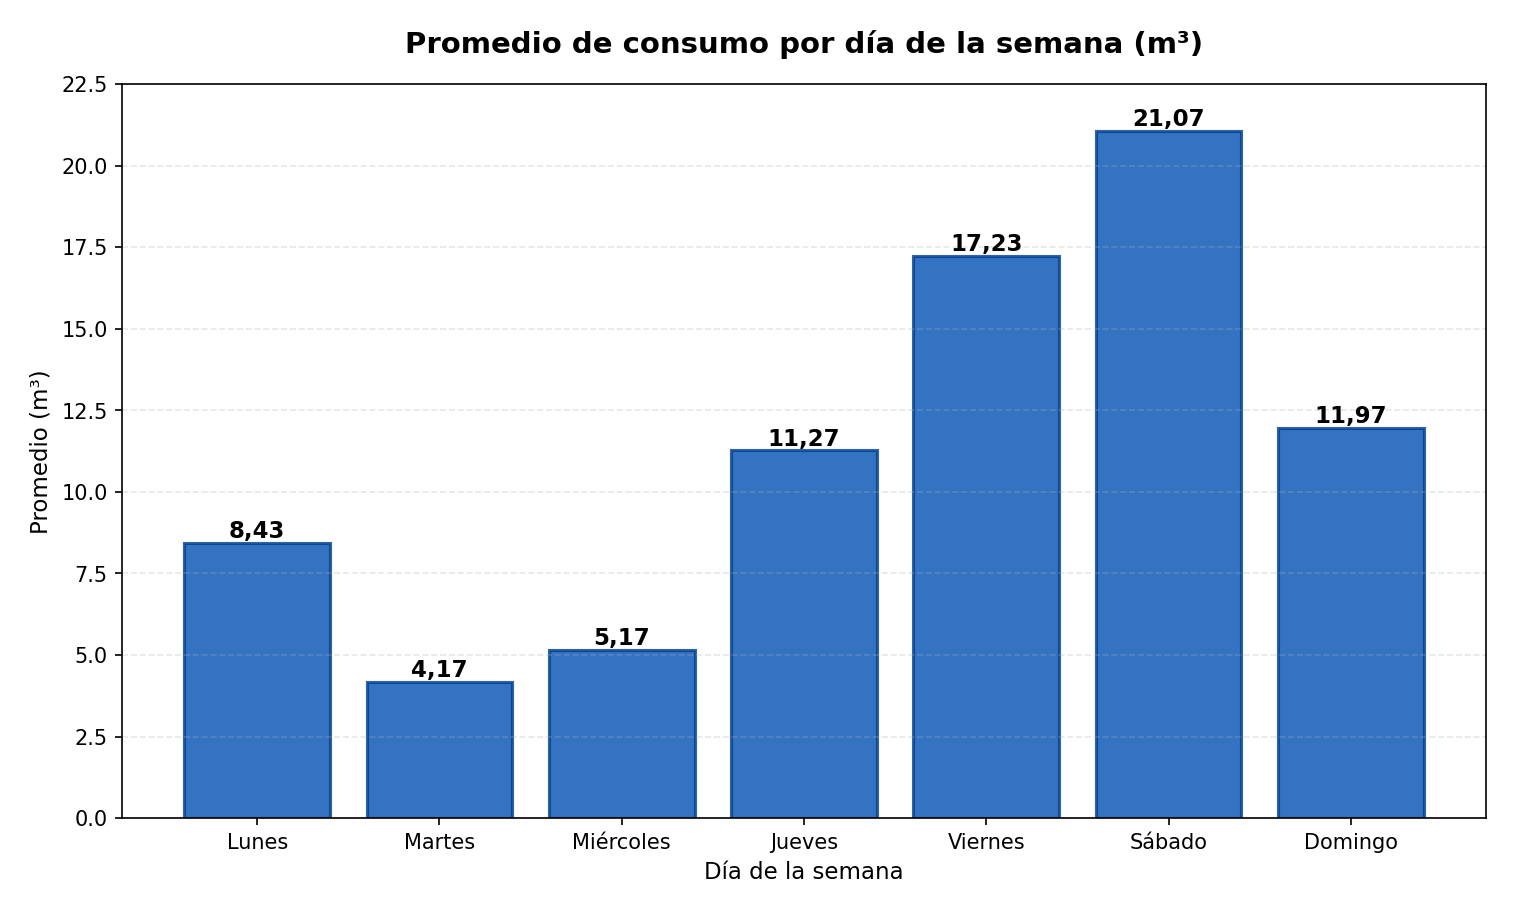 Promedio de consumo por día de la semana (m³)
Promedio (m³)
22.5
20.0
17.5
15.0
12.5
10.0
7.5
5.0
2.5
0.0
8,43
4,17
5,17
11,27
17,23
21,07
11,97
Lunes
Martes
Miércoles
Jueves
Viernes
Sábado
Domingo
Día de la semana